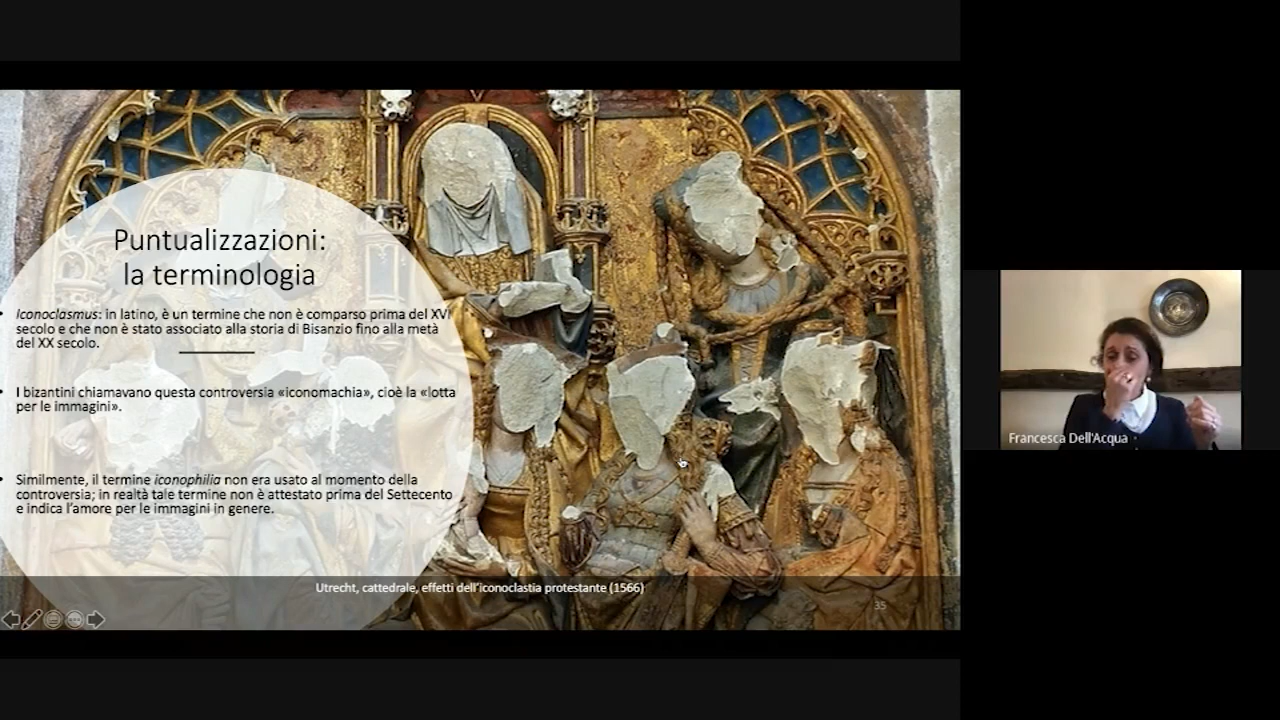 Puntualizzazioni:
la terminologia
• Iconoclasmus: in latino, è un termine che non è comparso prima del XVI
secolo e che non è stato associato alla storia di Bisanzio fino alla metà
del XX secolo.
• I bizantini chiamavano questa controversia «iconomachia», cioè la «lotta
per le immagini».
• Similmente, il termine iconophilia non era usato al momento della
controversia; in realtà tale termine non è attestato prima del Settecento
e indica l'amore per le immagini in genere.
Utrecht, cattedrale, effetti dell'iconoclastia protestante (1566)
35
Francesca Dell'Acqua